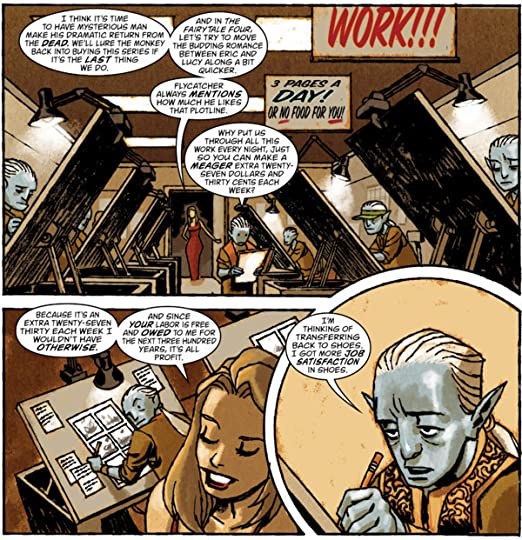 WORK!!!
3 PAGES A
DAY!
OR NO FOOD FOR YOU!
I THINK IT'S TIME
TO HAVE MYSTERIOUS MAN
MAKE HIS DRAMATIC RETURN FROM
THE DEAD. WE'LL LURE THE MONKEY
BACK INTO BUYING THIS SERIES IF
IT'S THE LAST THING
WE DO.
AND IN THE
FAIRYTALE FOUR,
LET'S TRY TO MOVE
THE BUDDING ROMANCE
BETWEEN ERIC AND
LUCY ALONG A BIT
QUICKER.
FLYCATCHER
ALWAYS MENTIONS
HOW MUCH HE LIKES
THAT PLOTLINE.
WHY PUT US
THROUGH ALL THIS
WORK EVERY NIGHT, JUST
SO YOU CAN MAKE A
MEAGER EXTRA TWENTY-
SEVEN DOLLARS AND
THIRTY CENTS EACH
WEEK?
BECAUSE IT'S AN
EXTRA TWENTY-SEVEN
THIRTY EACH WEEK I
WOULDN'T HAVE
OTHERWISE.
AND SINCE
YOUR LABOR IS FREE
AND OWED TO ME FOR
THE NEXT THREE HUNDRED
YEARS, IT'S ALL
PROFIT.
I'M
THINKING OF
TRANSFERRING
BACK TO SHOES.
I GOT MORE JOB
SATISFACTION
IN SHOES.